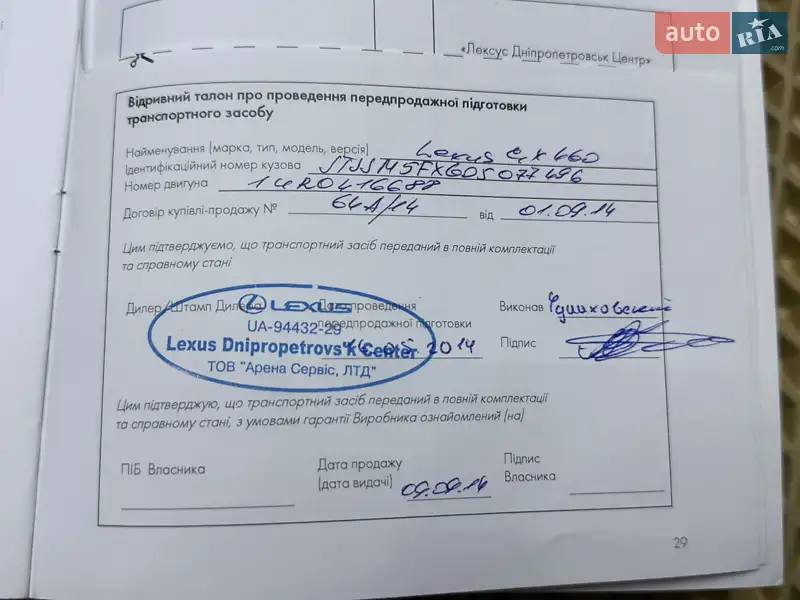 auto RIA.com
«Лексус Дніпропетровськ Центр»
Відривний талон про проведення передпродажної підготовки
транспортного засобу
Найменування (марка, тип, модель, версія) Lexus GX 460
Ідентифікаційний номер кузова JTJJM5FX605077496
Номер двигуна 1UR0416688
Договір купівлі-продажу № 64А/14 від 01.09.14
Цим підтверджуємо, що транспортний засіб переданий в повній комплектації
та справному стані
Дилер/Штамп Дилера Дата проведення
передпродажної підготовки
LEXUS
UA-94432-29
Lexus Dnipropetrovs'k Center
ТОВ "Арена Сервіс, ЛТД"
05 2014
Виконав
Підпис
Цим підтверджую, що транспортний засіб переданий в повній комплектації
та справному стані, з умовами гарантії Виробника ознайомлений (на)
ПІБ Власника
Дата продажу
(дата видачі) 09.09.14
Підпис
Власника
29